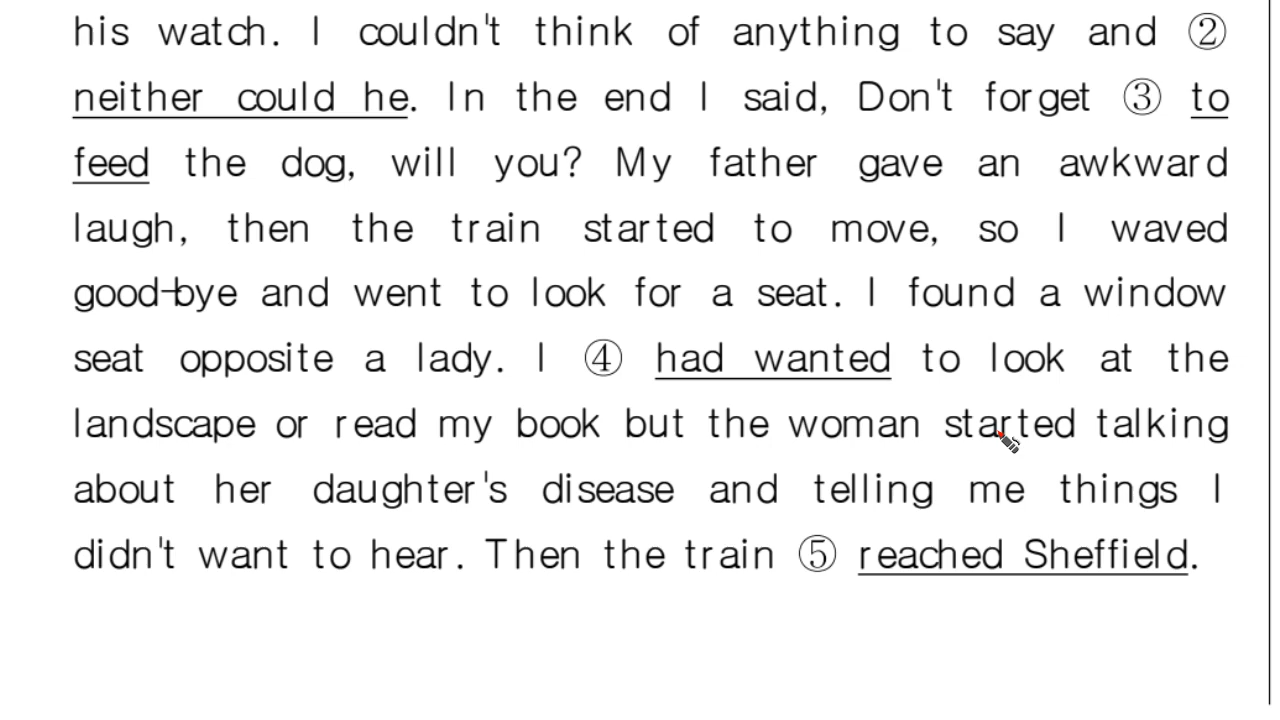 his watch. I couldn't think of anything to say and ②
neither could he. In the end I said, Don't forget ③ to
feed the dog, will you? My father gave an awkward
laugh, then the train started to move, so I waved
good-bye and went to look for a seat. I found a window
seat opposite a lady. I ④ had wanted to look at the
landscape or read my book but the woman started talking
about her daughter's disease and telling me things I
didn't want to hear. Then the train ⑤ reached Sheffield.